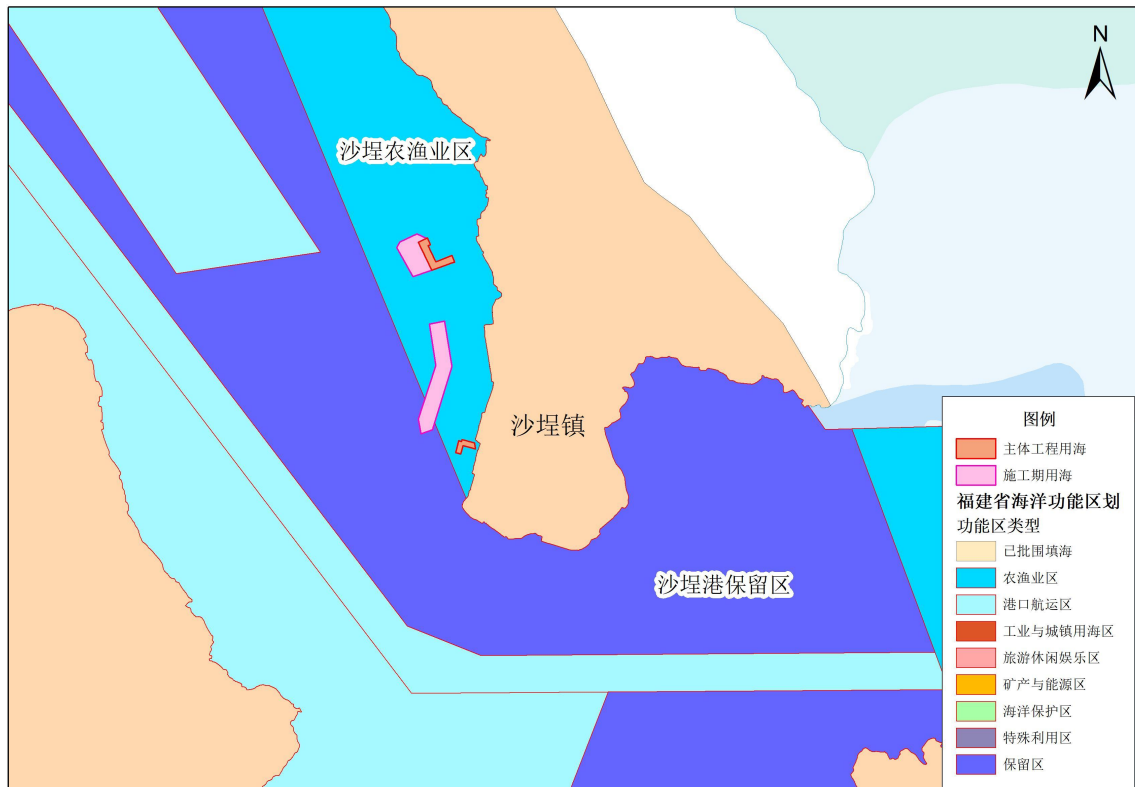 N
沙埕农渔业区
沙埕镇
沙埕港保留区
图例
主体工程用海
施工期用海
福建省海洋功能区划
功能区类型
已批围填海
农渔业区
港口航运区
工业与城镇用海区
旅游休闲娱乐区
矿产与能源区
海洋保护区
特殊利用区
保留区